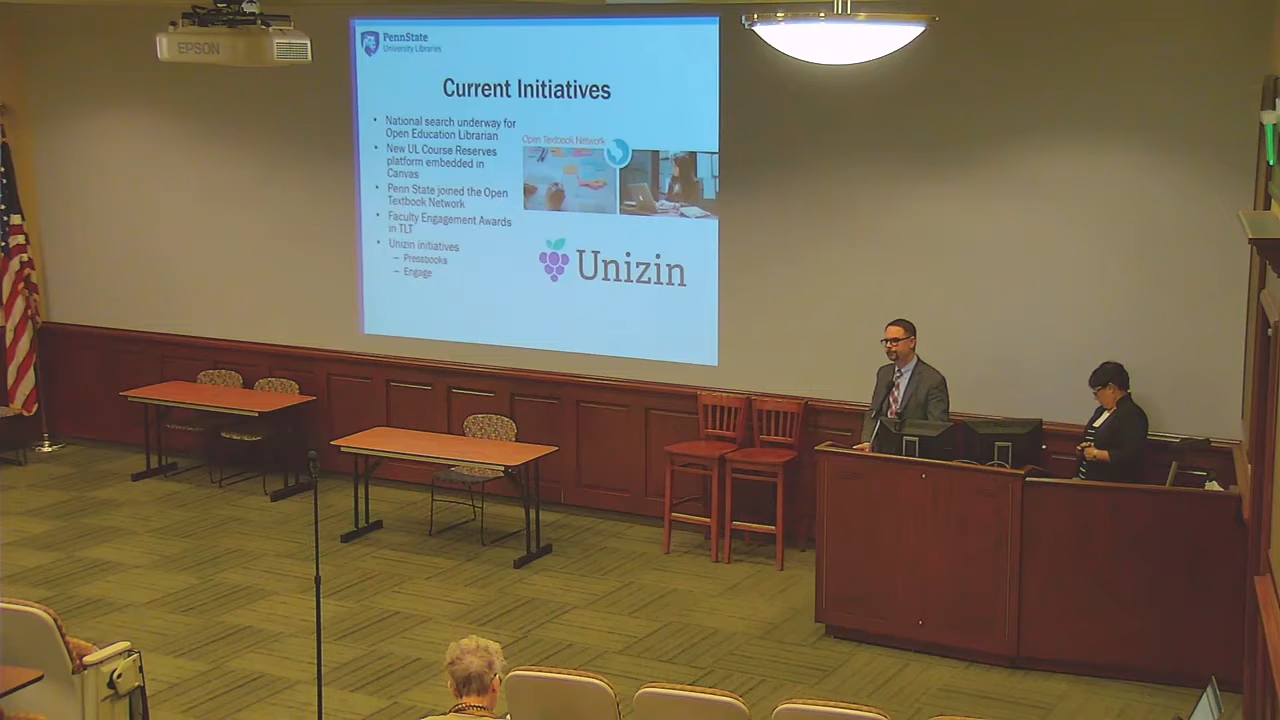 EPSON
PennState
University Libraries
Current Initiatives
• National search underway for
Open Education Librarian
• New UL Course Reserves
platform embedded in
Canvas
• Penn State joined the Open
Textbook Network
• Faculty Engagement Awards
in TLT
• Unizin initiatives
– Pressbooks
– Engage
Open Textbook Network
Unizin